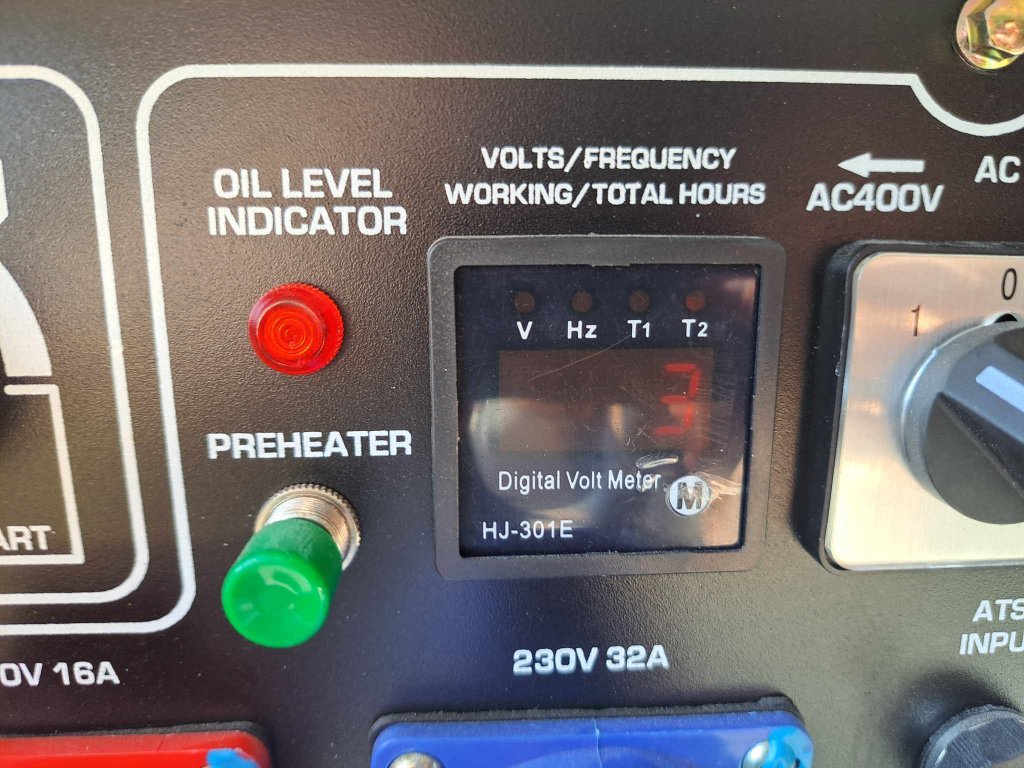 OIL LEVEL
INDICATOR
VOLTS/FREQUENCY
WORKING/TOTAL HOURS
AC400V
AC
V Hz T1 T2
3
Digital Volt Meter
M
HJ-301E
1
0
PREHEATER
ART
0V 16A
230V 32A
ATS
INPU